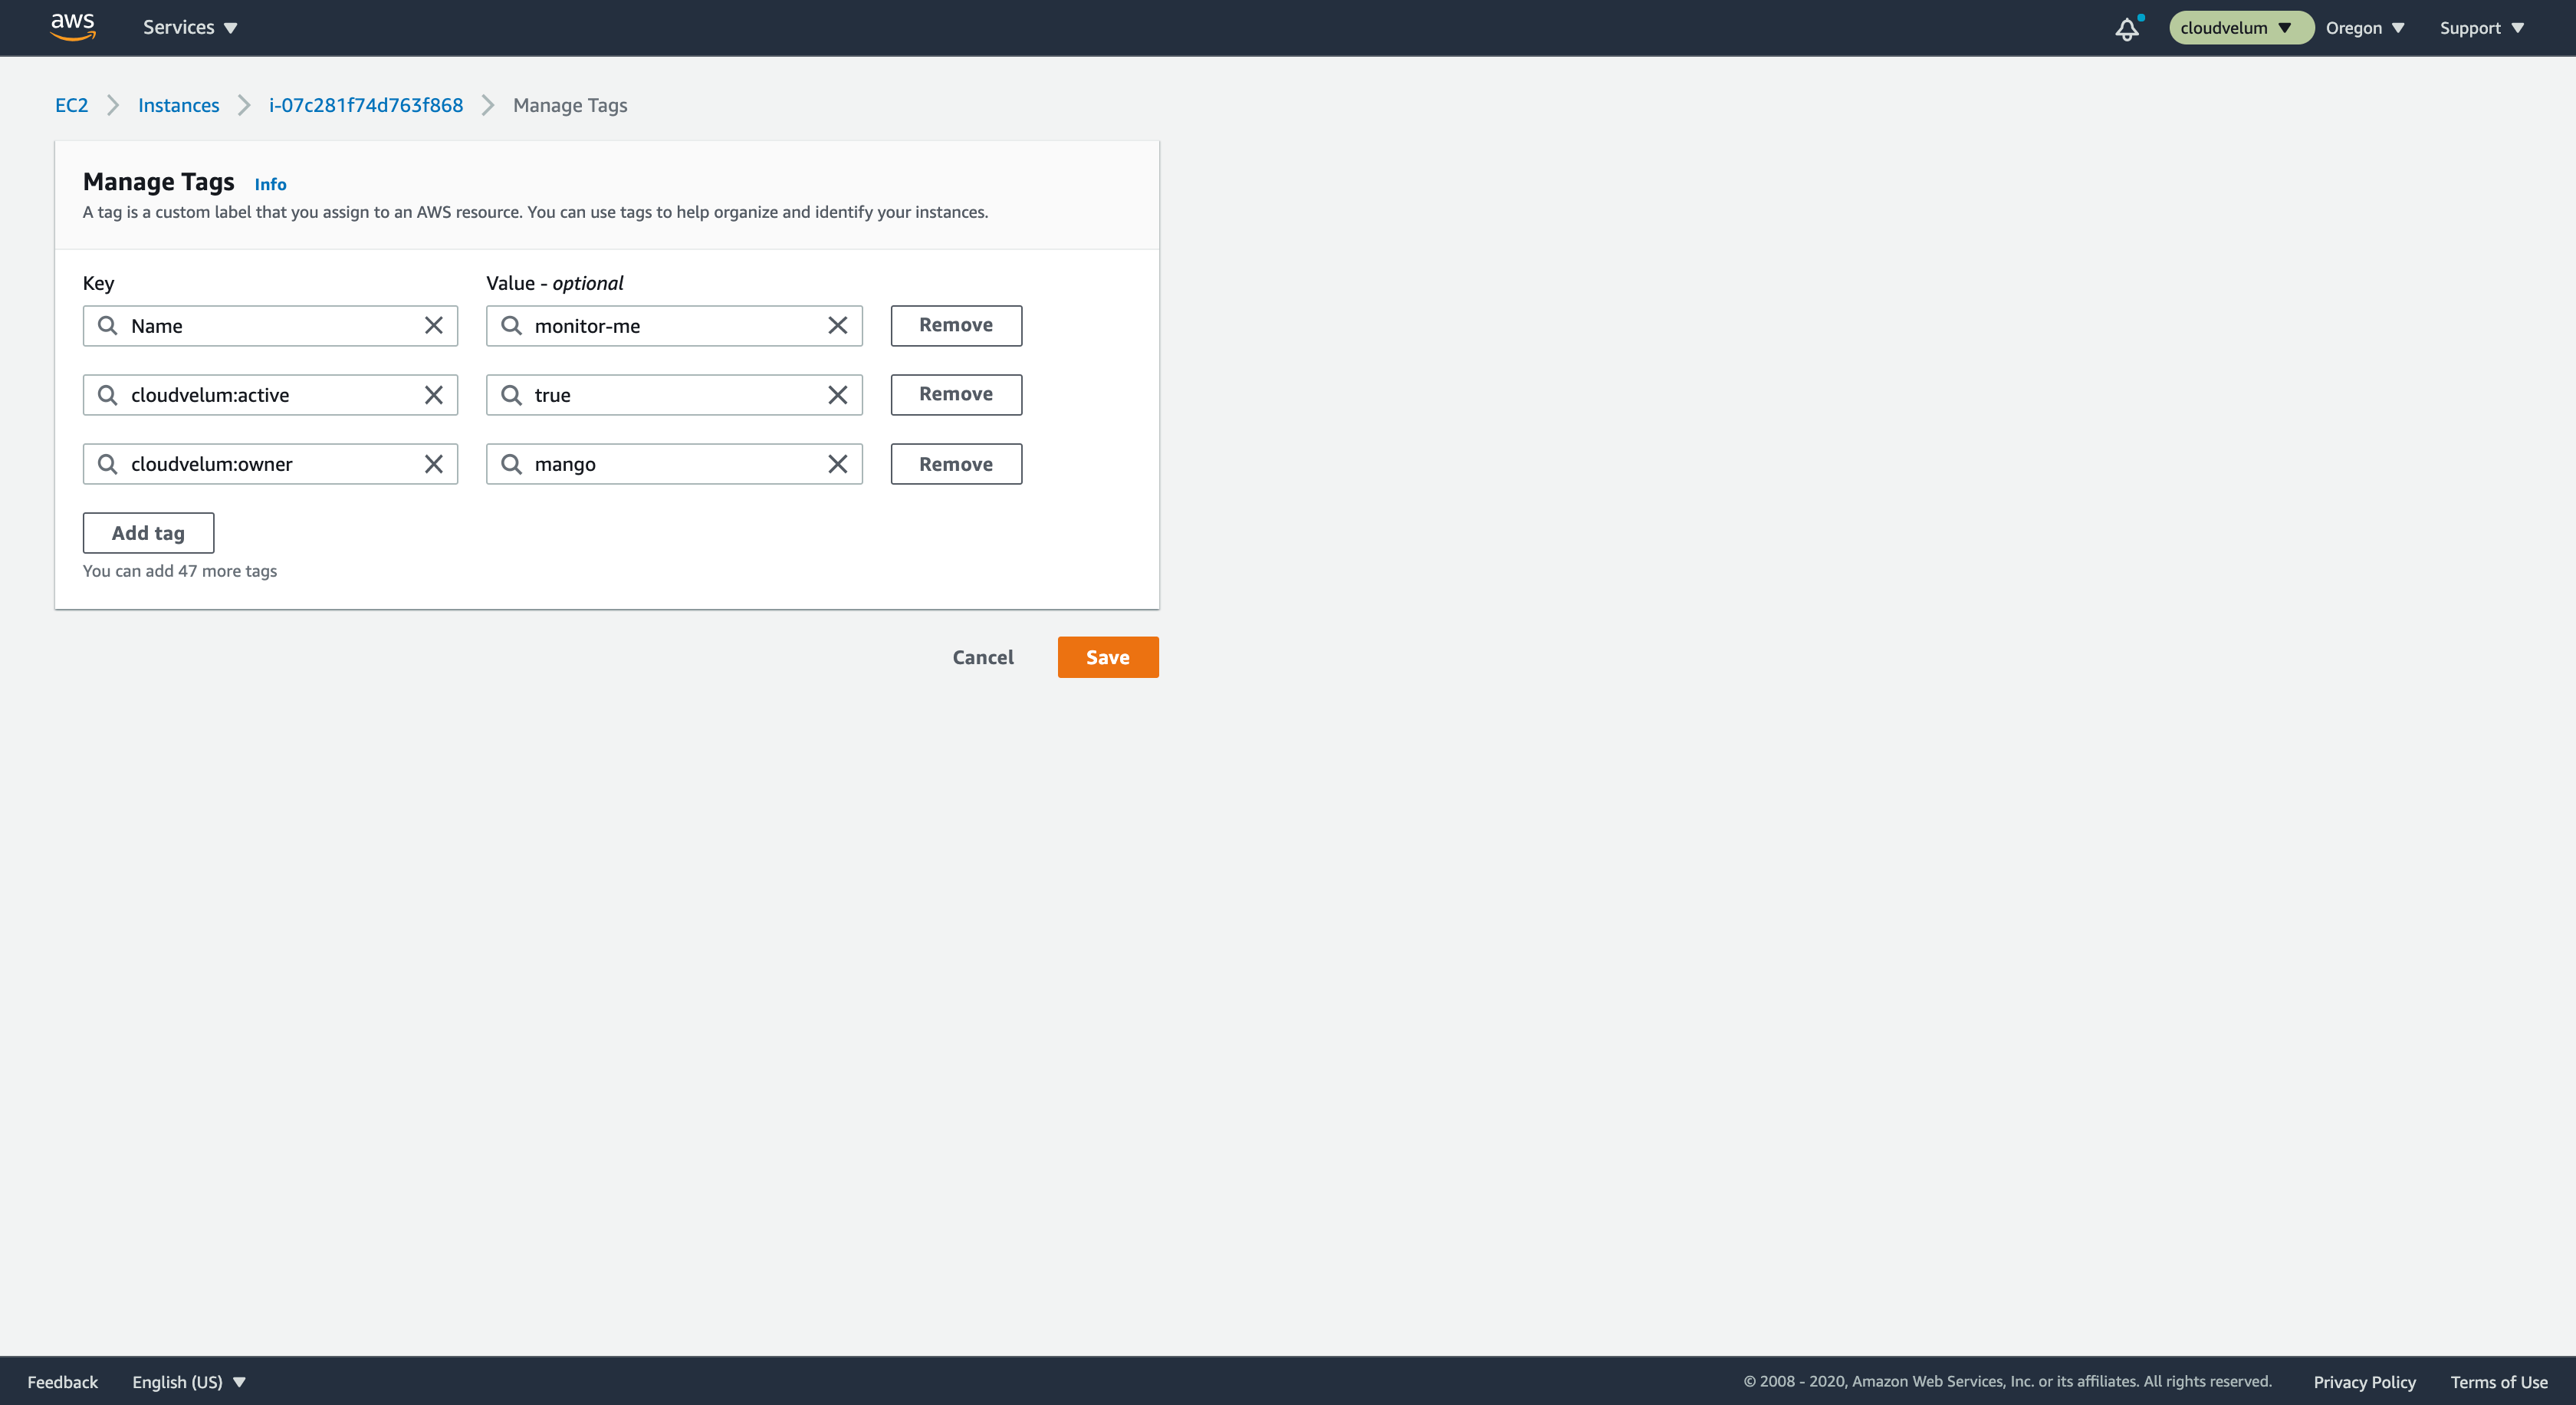 aws Services cloudvelum Oregon Support
EC2 Instances i-07c281f74d763f868 Manage Tags
Manage Tags Info
A tag is a custom label that you assign to an AWS resource. You can use tags to help organize and identify your instances.
Key Value - optional
Name monitor-me Remove
cloudvelum:active true Remove
cloudvelum:owner mango Remove
Add tag
You can add 47 more tags
Cancel Save
Feedback English (US) © 2008 - 2020, Amazon Web Services, Inc. or its affiliates. All rights reserved. Privacy Policy Terms of Use